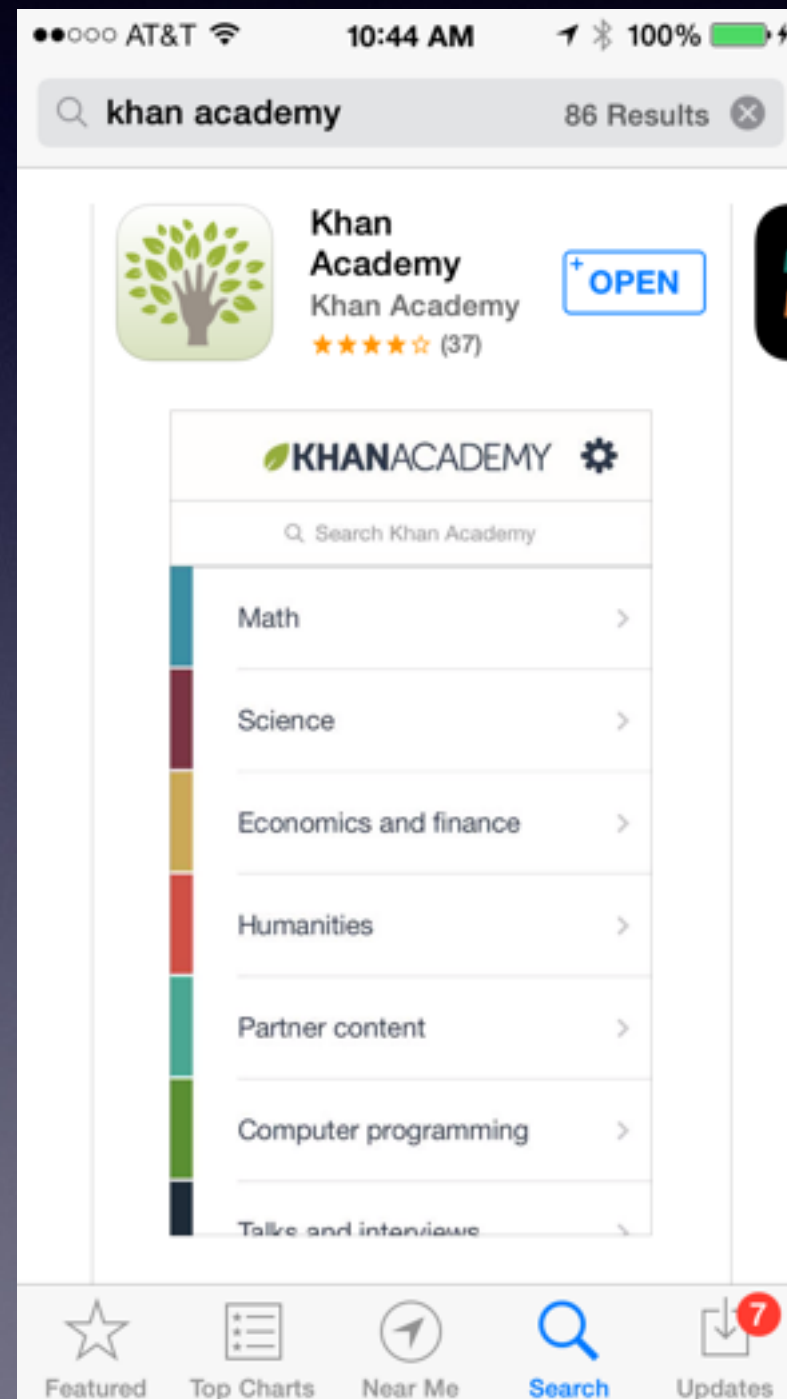 AT&T 10:44 AM 100%
khan academy 86 Results
Khan
Academy
Khan Academy
(37)
+ OPEN
KHANACADEMY
Search Khan Academy
Math
Science
Economics and finance
Humanities
Partner content
Computer programming
Talks and interviews
7
Featured Top Charts Near Me Search Updates